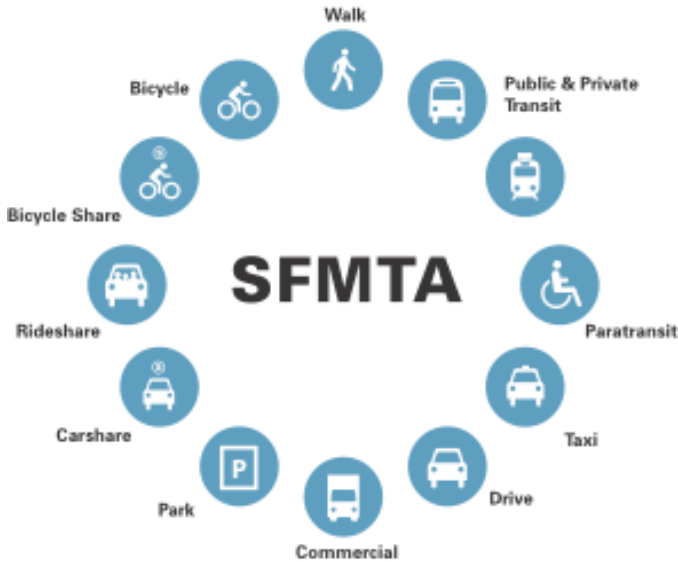 Walk
Bicycle
Public & Private
Transit
Bicycle Share
SFMTA
Rideshare
Paratransit
Carshare
Taxi
P
Park
Drive
Commercial